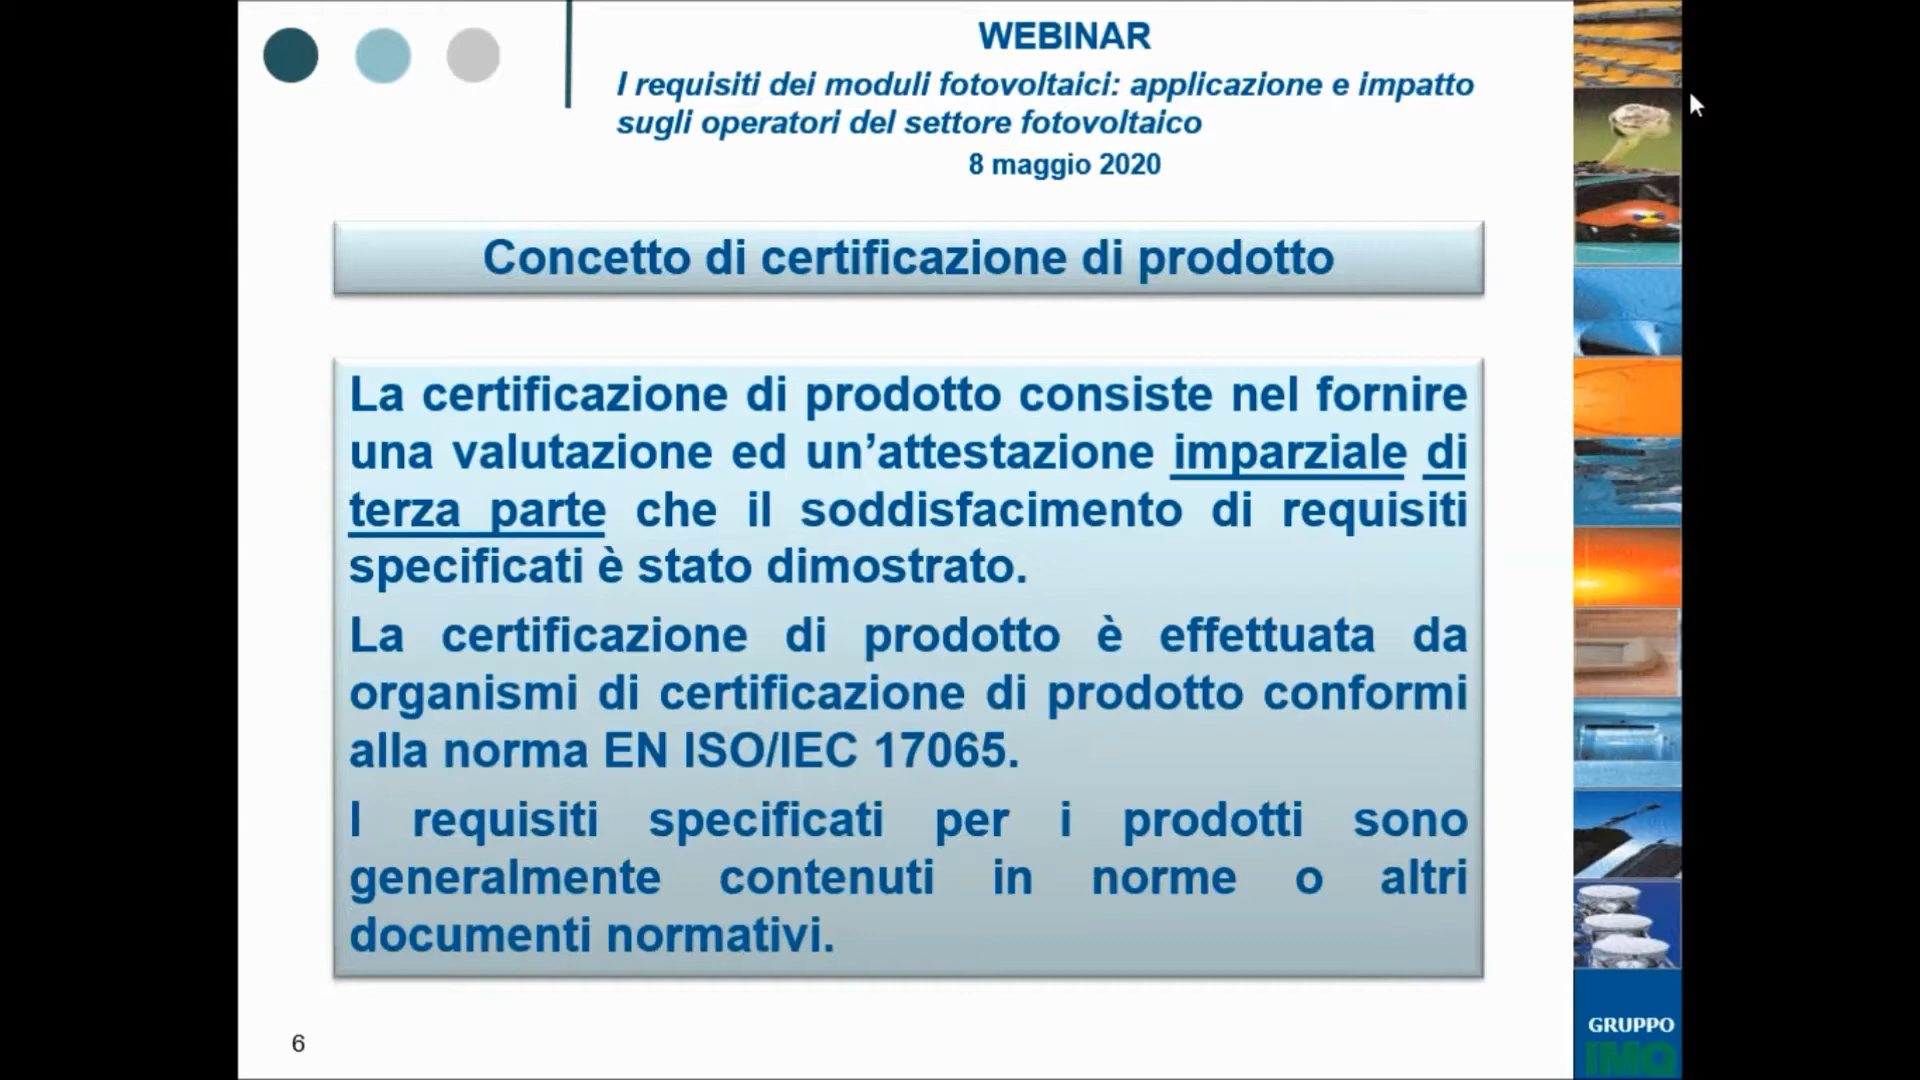 WEBINAR
I requisiti dei moduli fotovoltaici: applicazione e impatto
sugli operatori del settore fotovoltaico
8 maggio 2020
Concetto di certificazione di prodotto
La certificazione di prodotto consiste nel fornire
una valutazione ed un’attestazione imparziale di
terza parte che il soddisfacimento di requisiti
specificati è stato dimostrato.
La certificazione di prodotto è effettuata da
organismi di certificazione di prodotto conformi
alla norma EN ISO/IEC 17065.
I requisiti specificati per i prodotti sono
generalmente contenuti in norme o altri
documenti normativi.
6
GRUPPO
IMQ